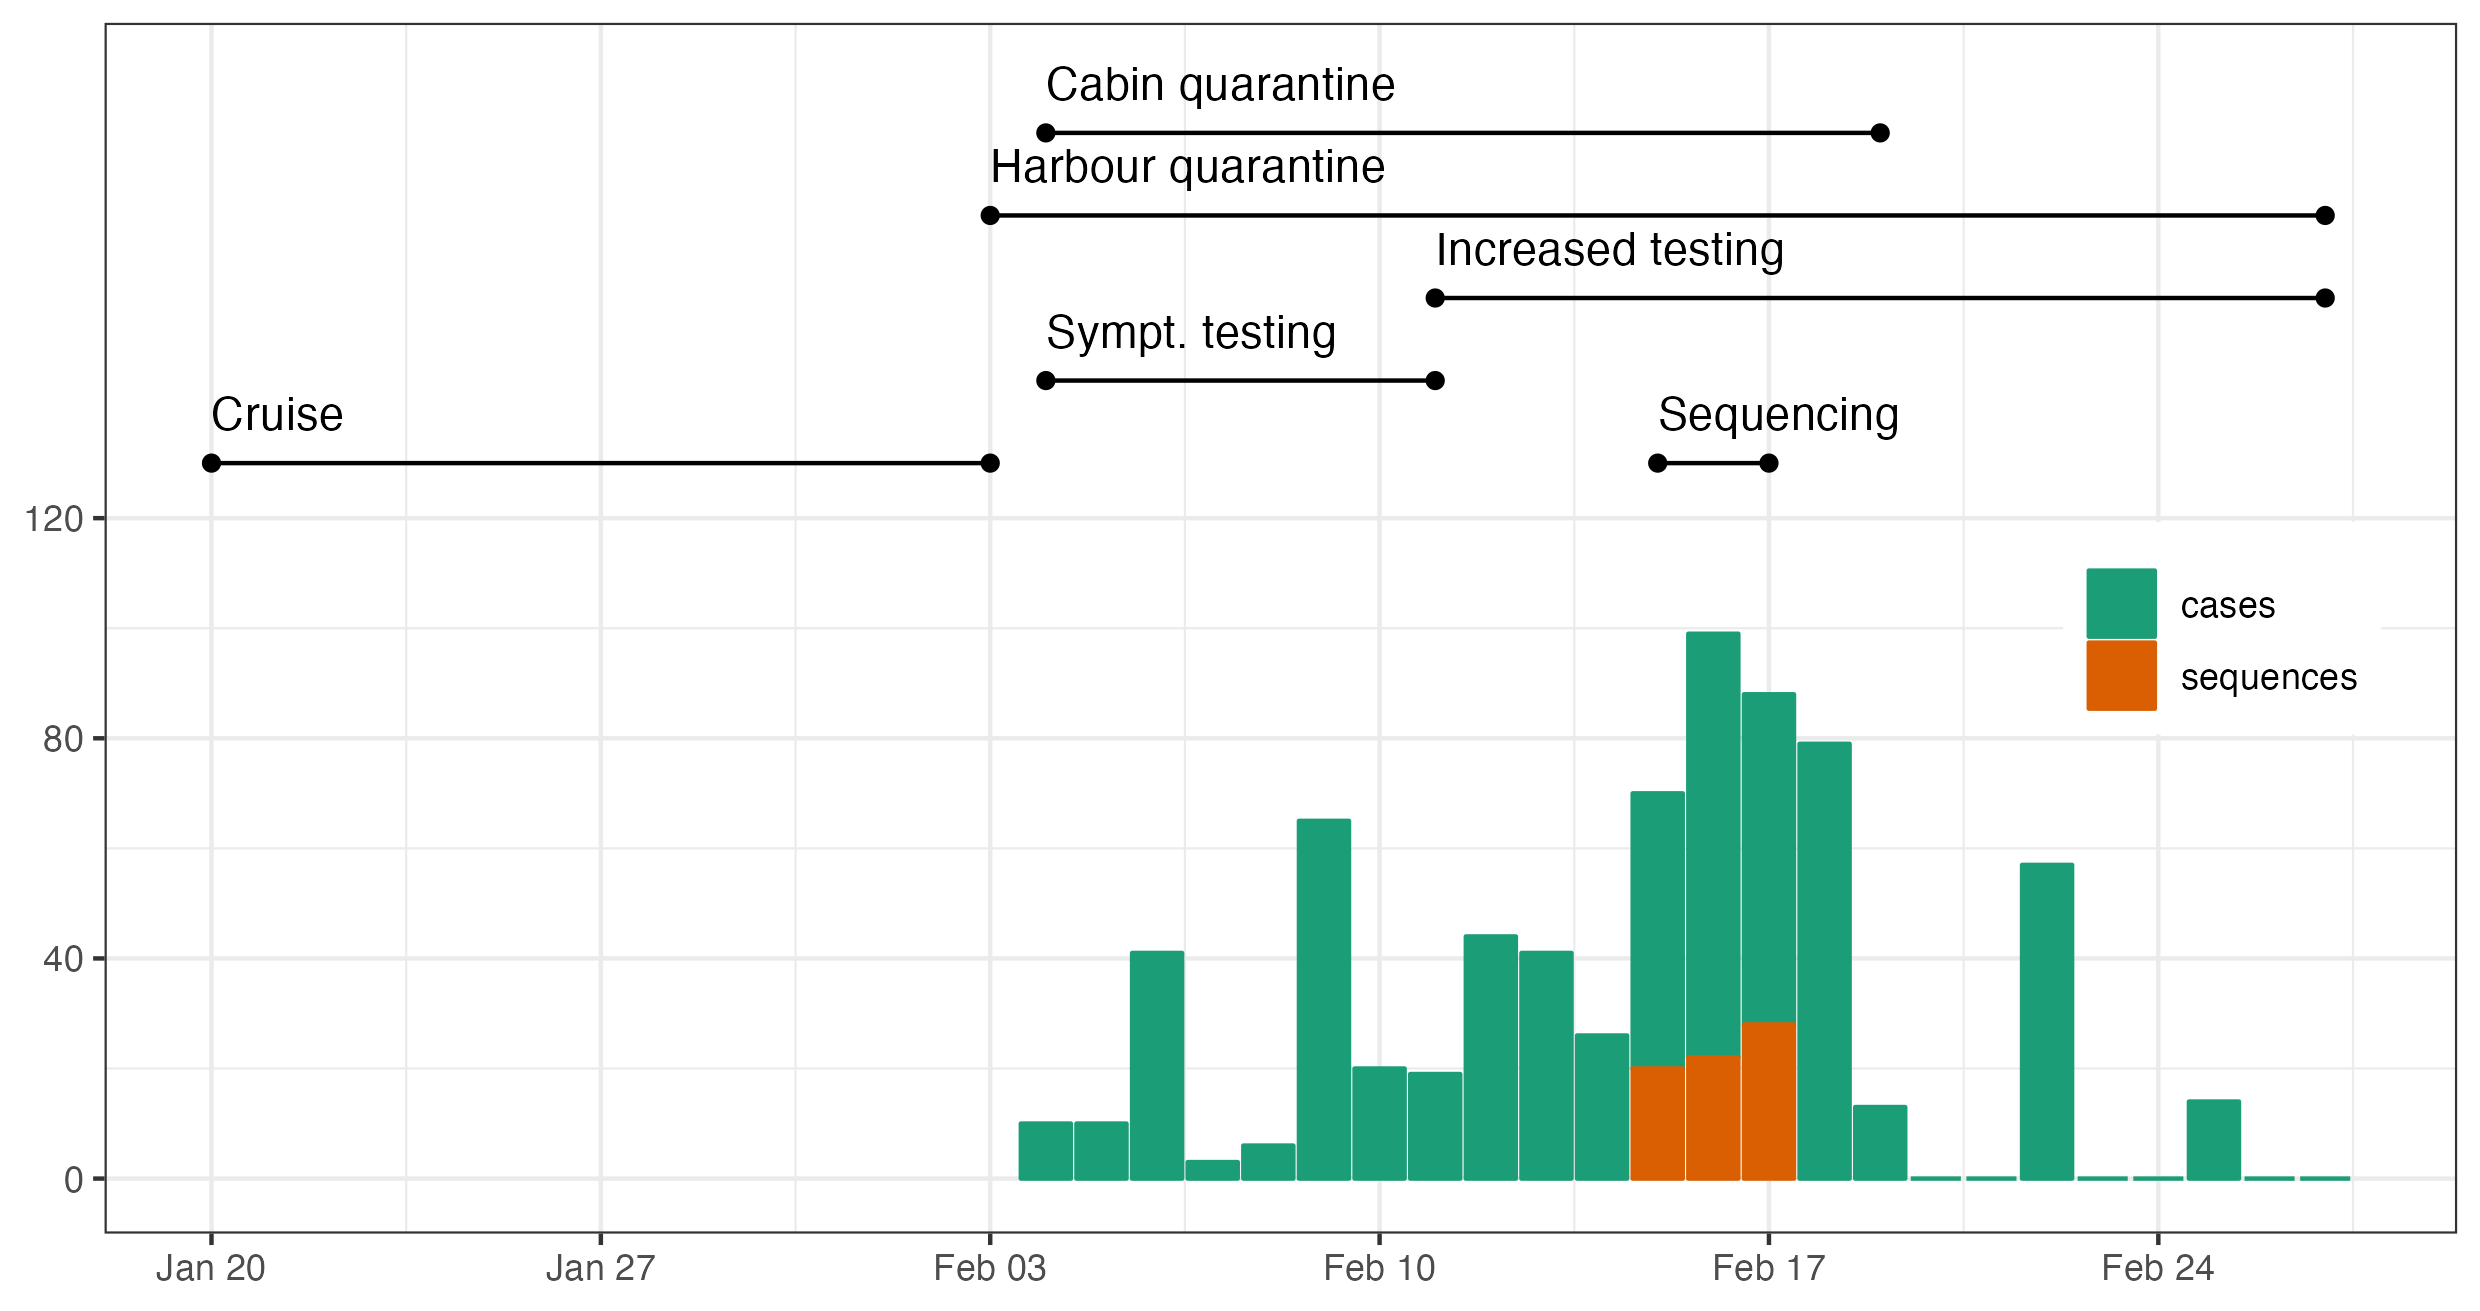 Cabin quarantine
Harbour quarantine
Increased testing
Sympt. testing
Cruise
Sequencing
120
80
40
0
cases
sequences
Jan 20
Jan 27
Feb 03
Feb 10
Feb 17
Feb 24